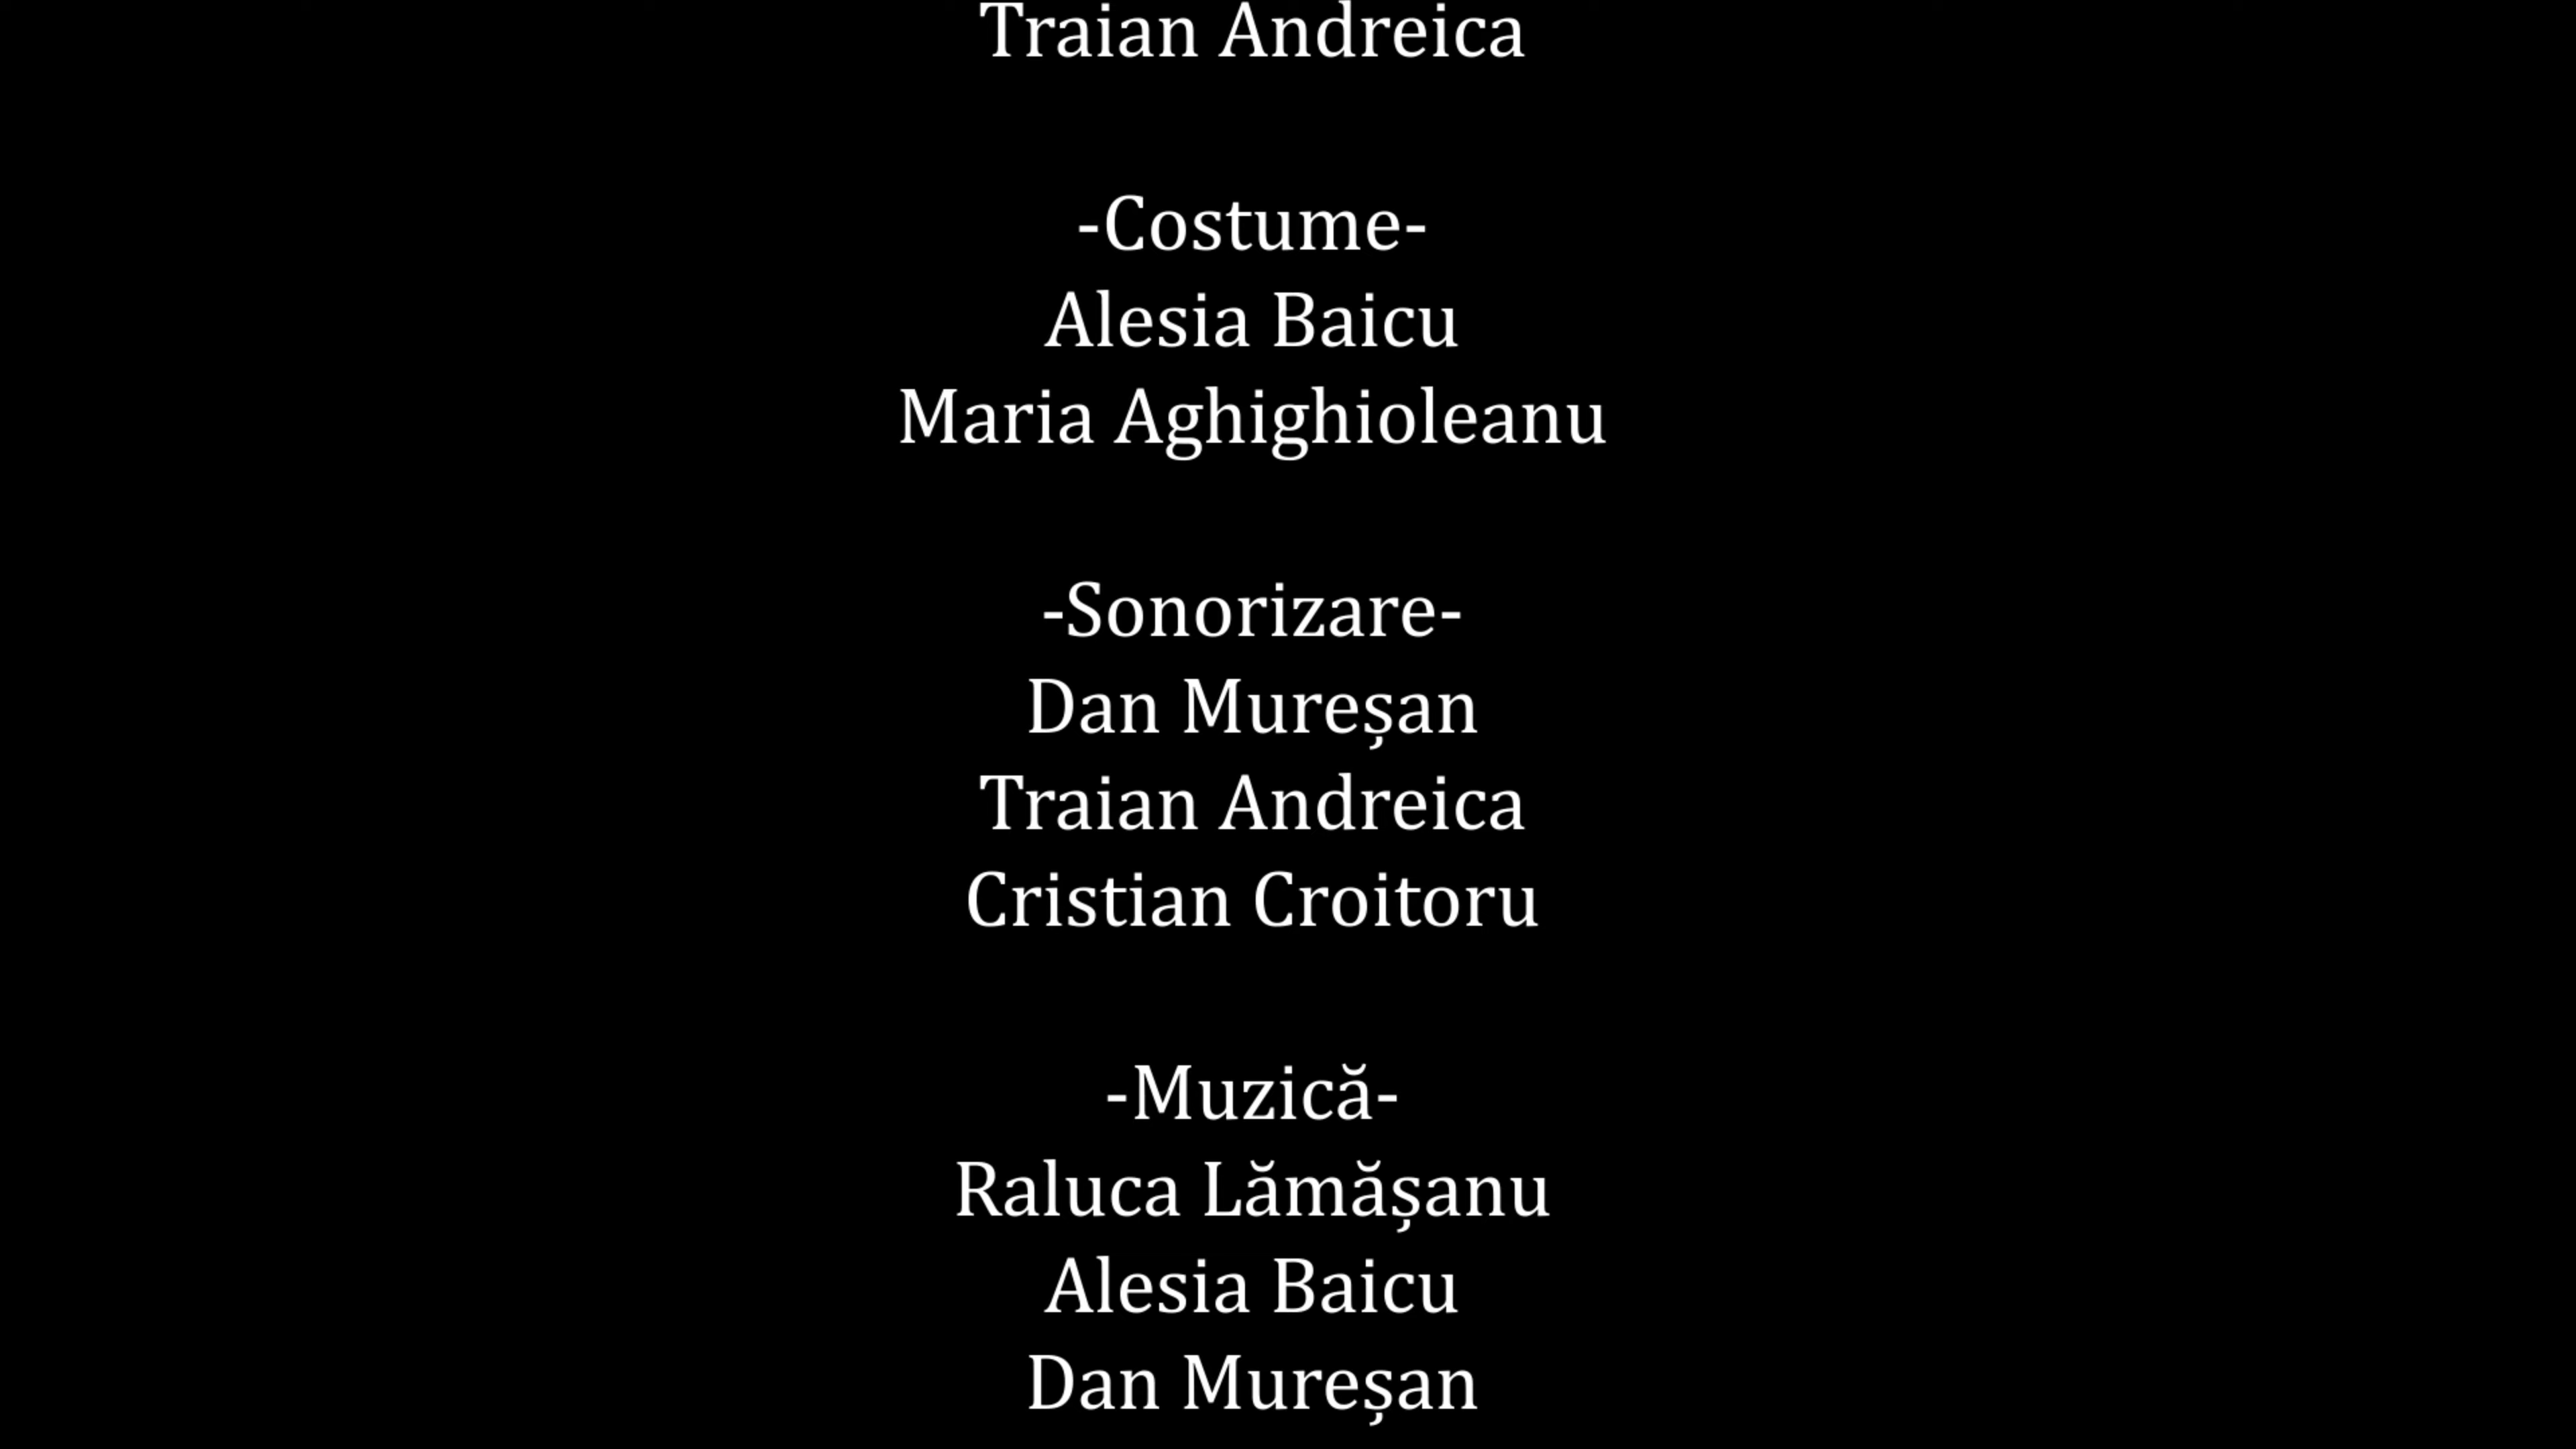 Traian Andreica
-Costume-
Alesia Baicu
Maria Aghighioleanu
-Sonorizare-
Dan Mureșan
Traian Andreica
Cristian Croitoru
-Muzică-
Raluca Lămășanu
Alesia Baicu
Dan Mureșan